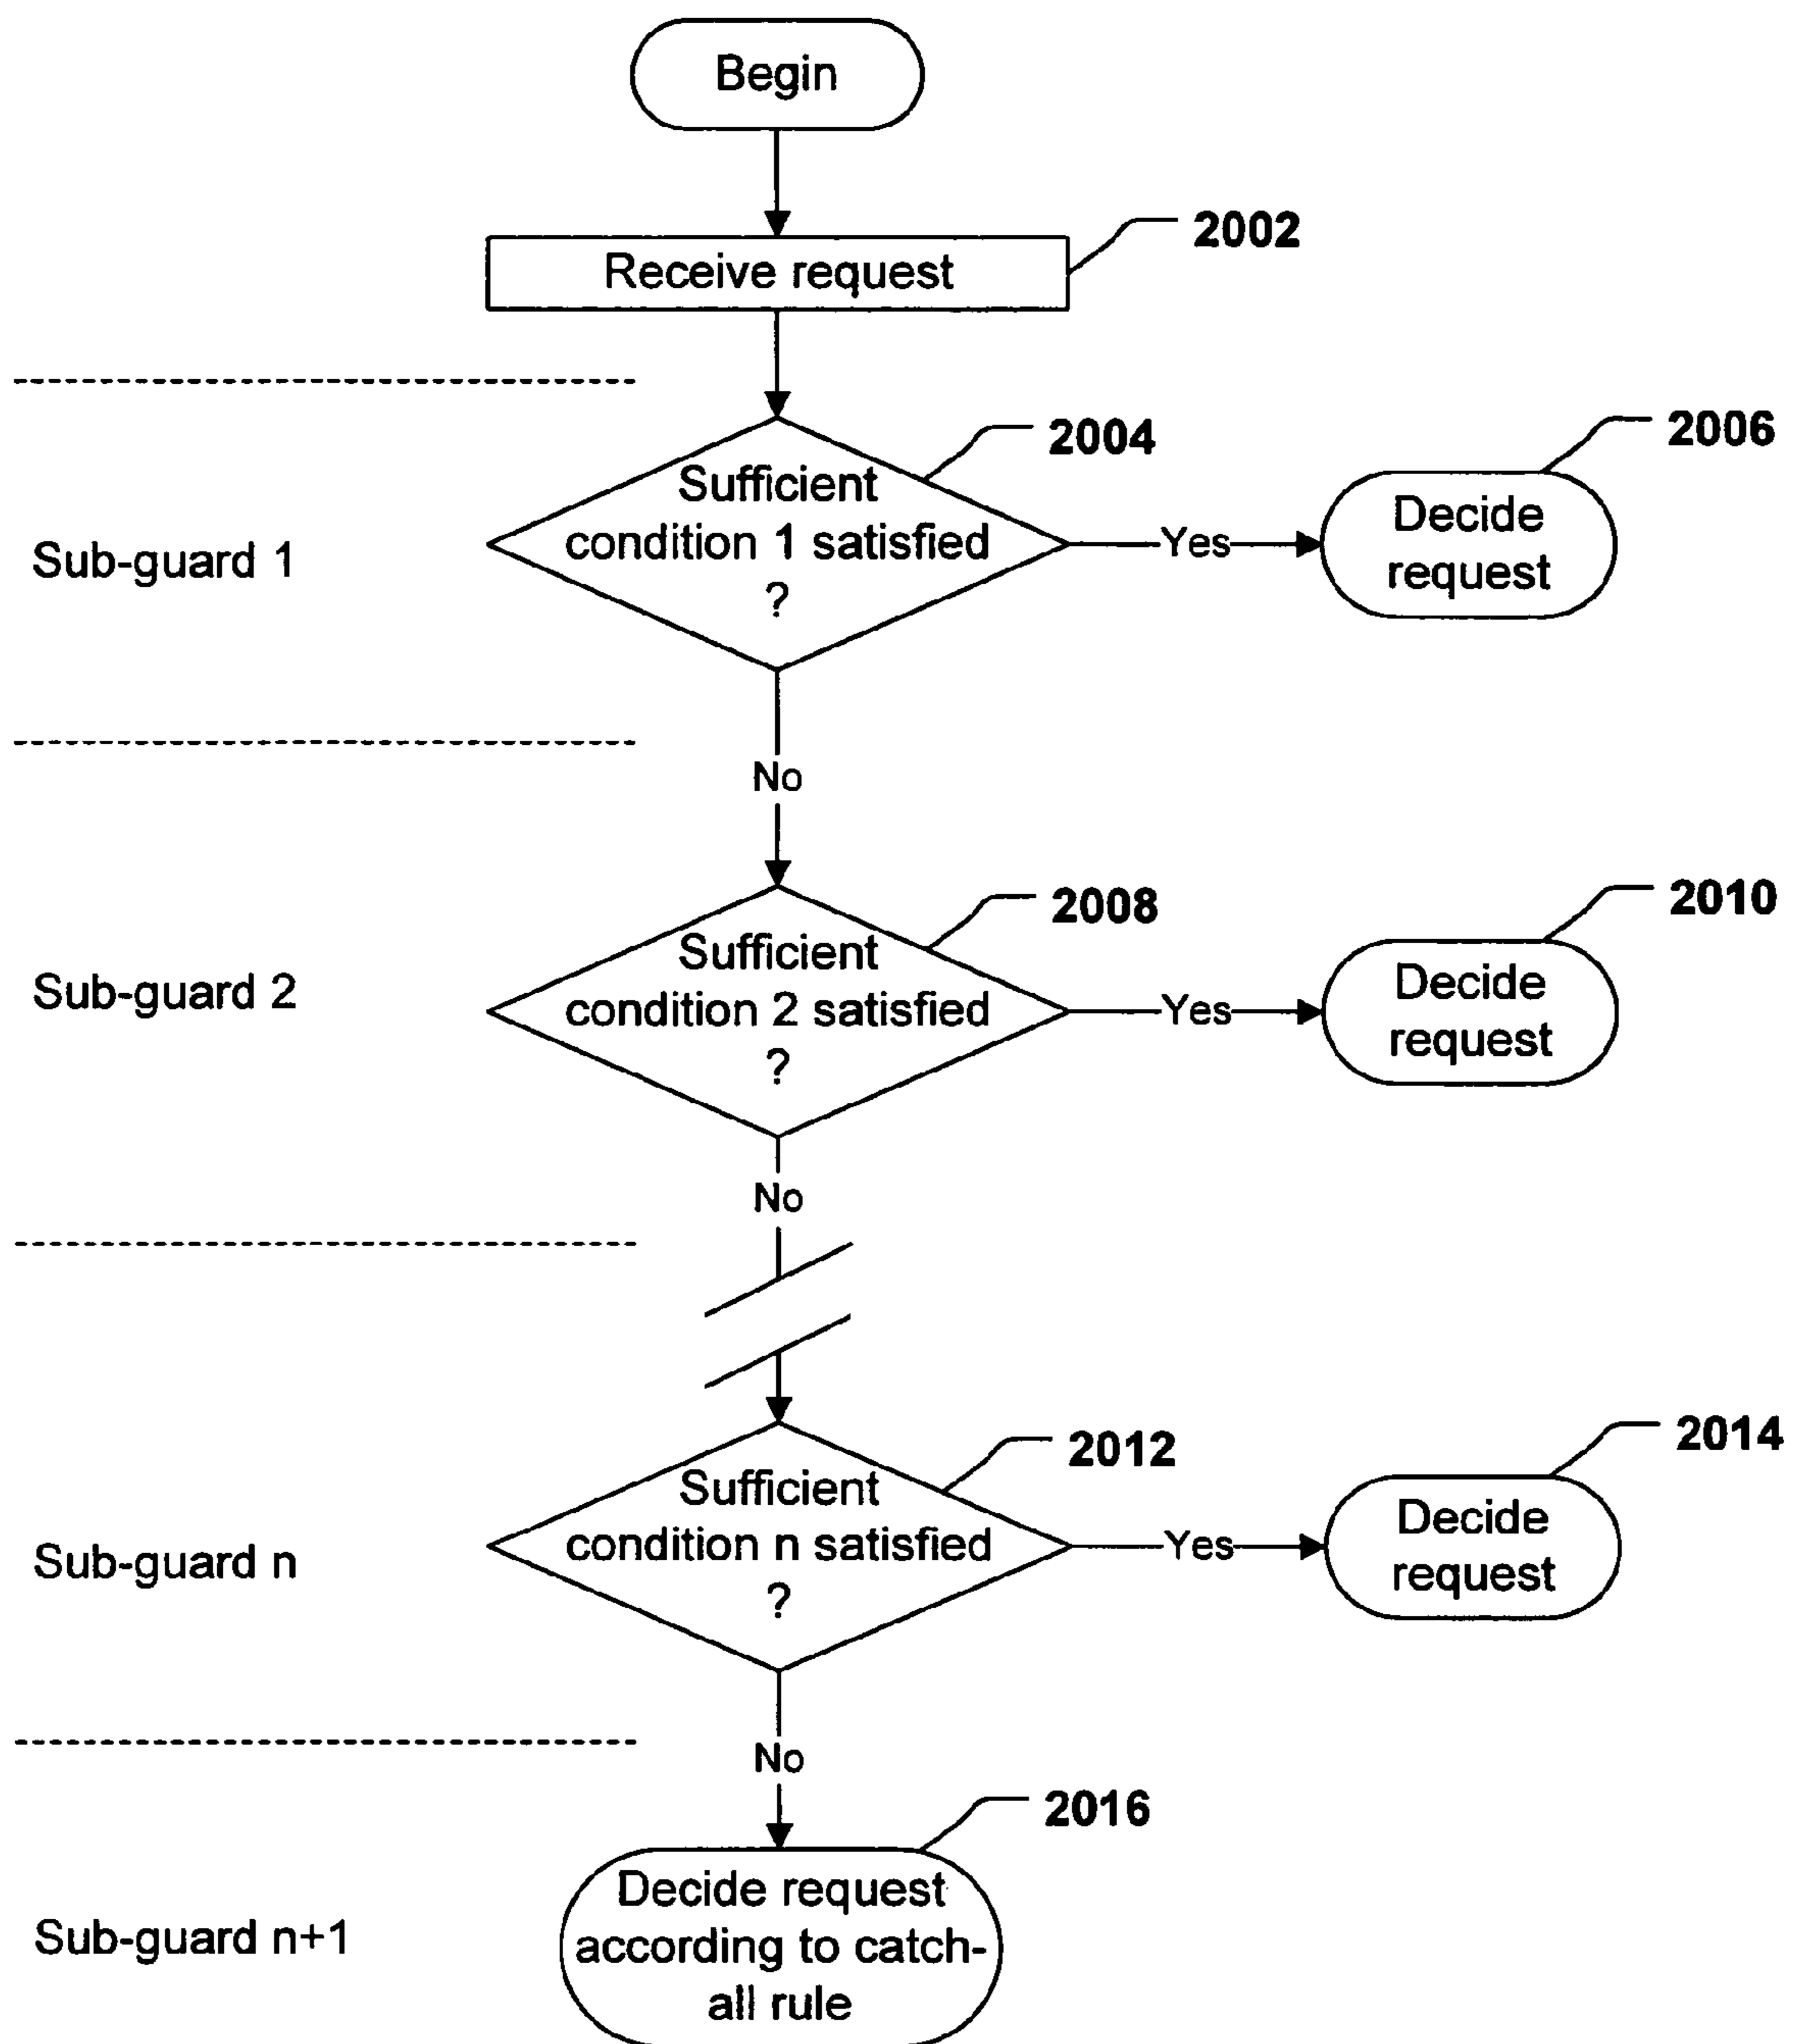 Begin
2002
Receive request
2004
2006
Sufficient
condition 1 satisfied
?
Yes
Decide
request
Sub-guard 1
No
2008
2010
Sufficient
condition 2 satisfied
?
Yes
Decide
request
Sub-guard 2
No
2012
2014
Sufficient
condition n satisfied
?
Yes
Decide
request
Sub-guard n
No
2016
Decide request
according to catch-
all rule
Sub-guard n+1